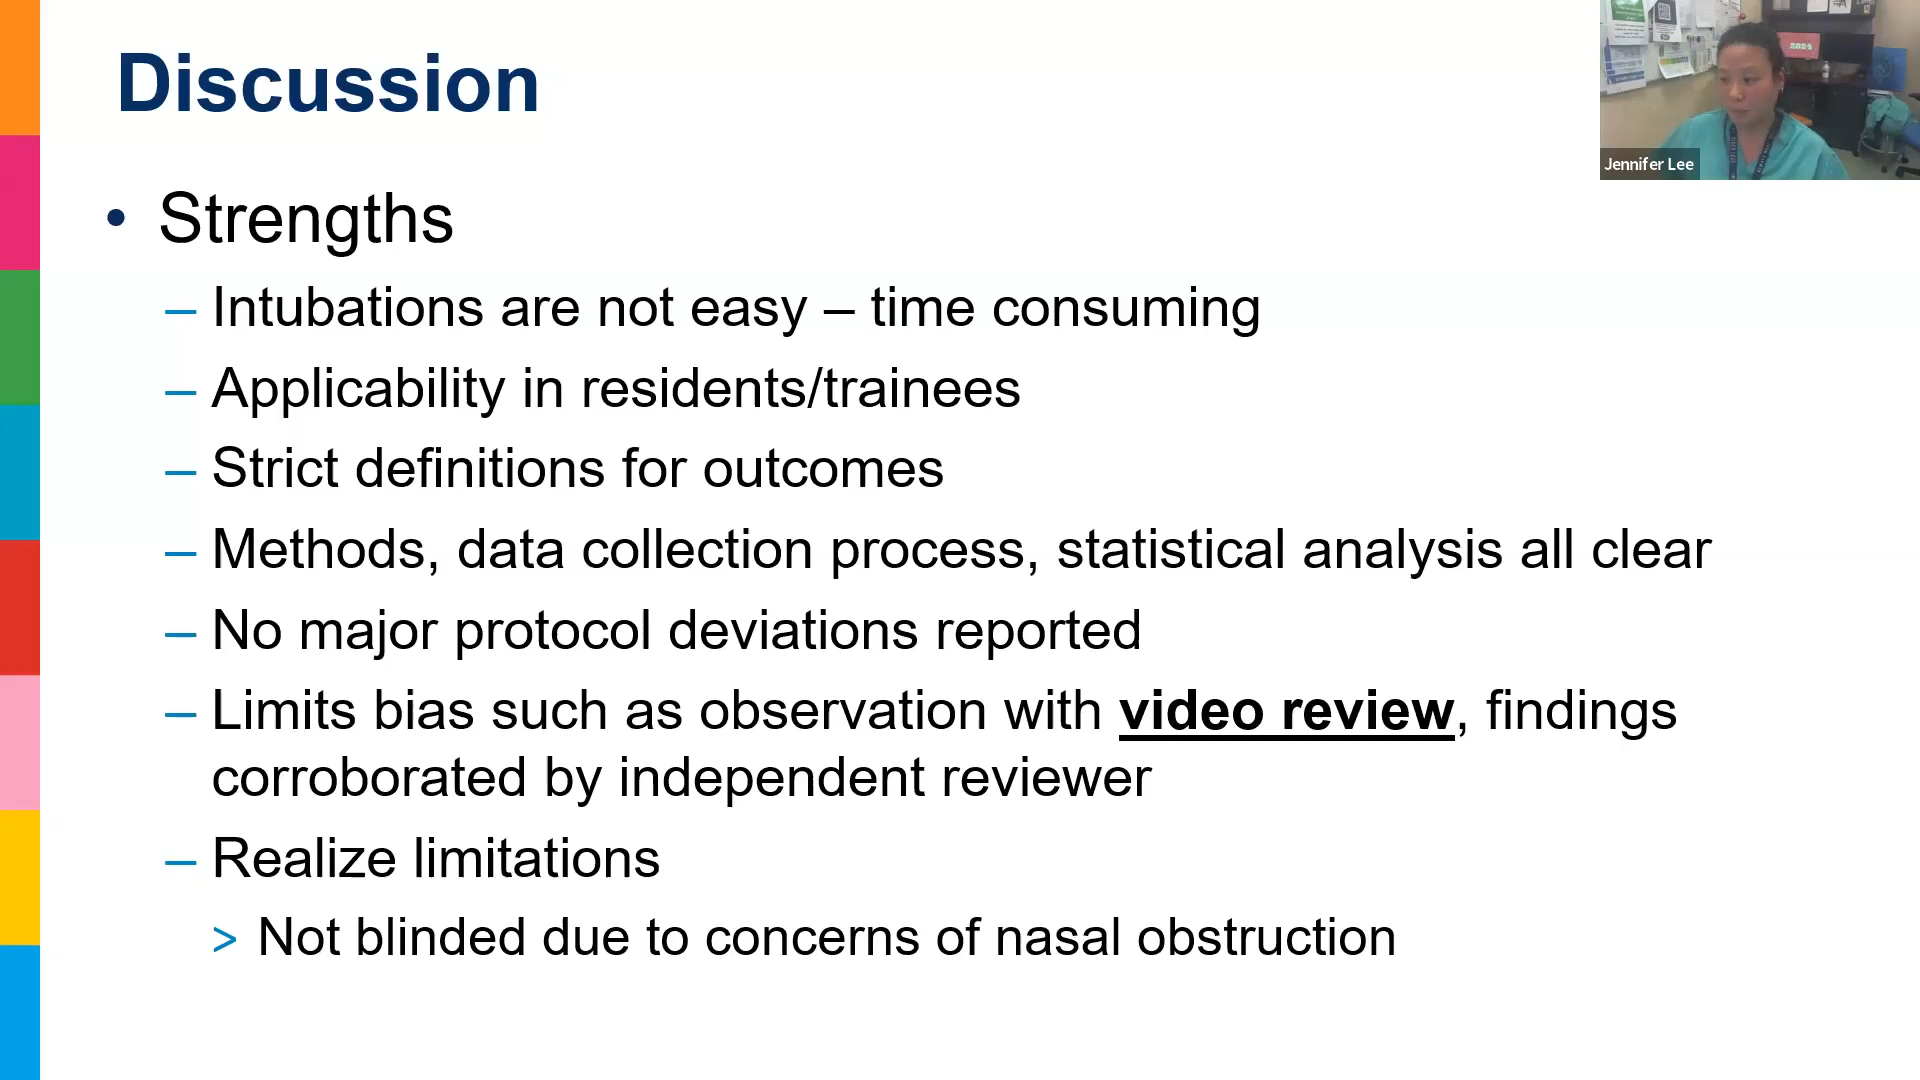 Discussion
2024
Jennifer Lee
• Strengths
– Intubations are not easy – time consuming
– Applicability in residents/trainees
– Strict definitions for outcomes
– Methods, data collection process, statistical analysis all clear
– No major protocol deviations reported
– Limits bias such as observation with video review, findings
corroborated by independent reviewer
– Realize limitations
> Not blinded due to concerns of nasal obstruction